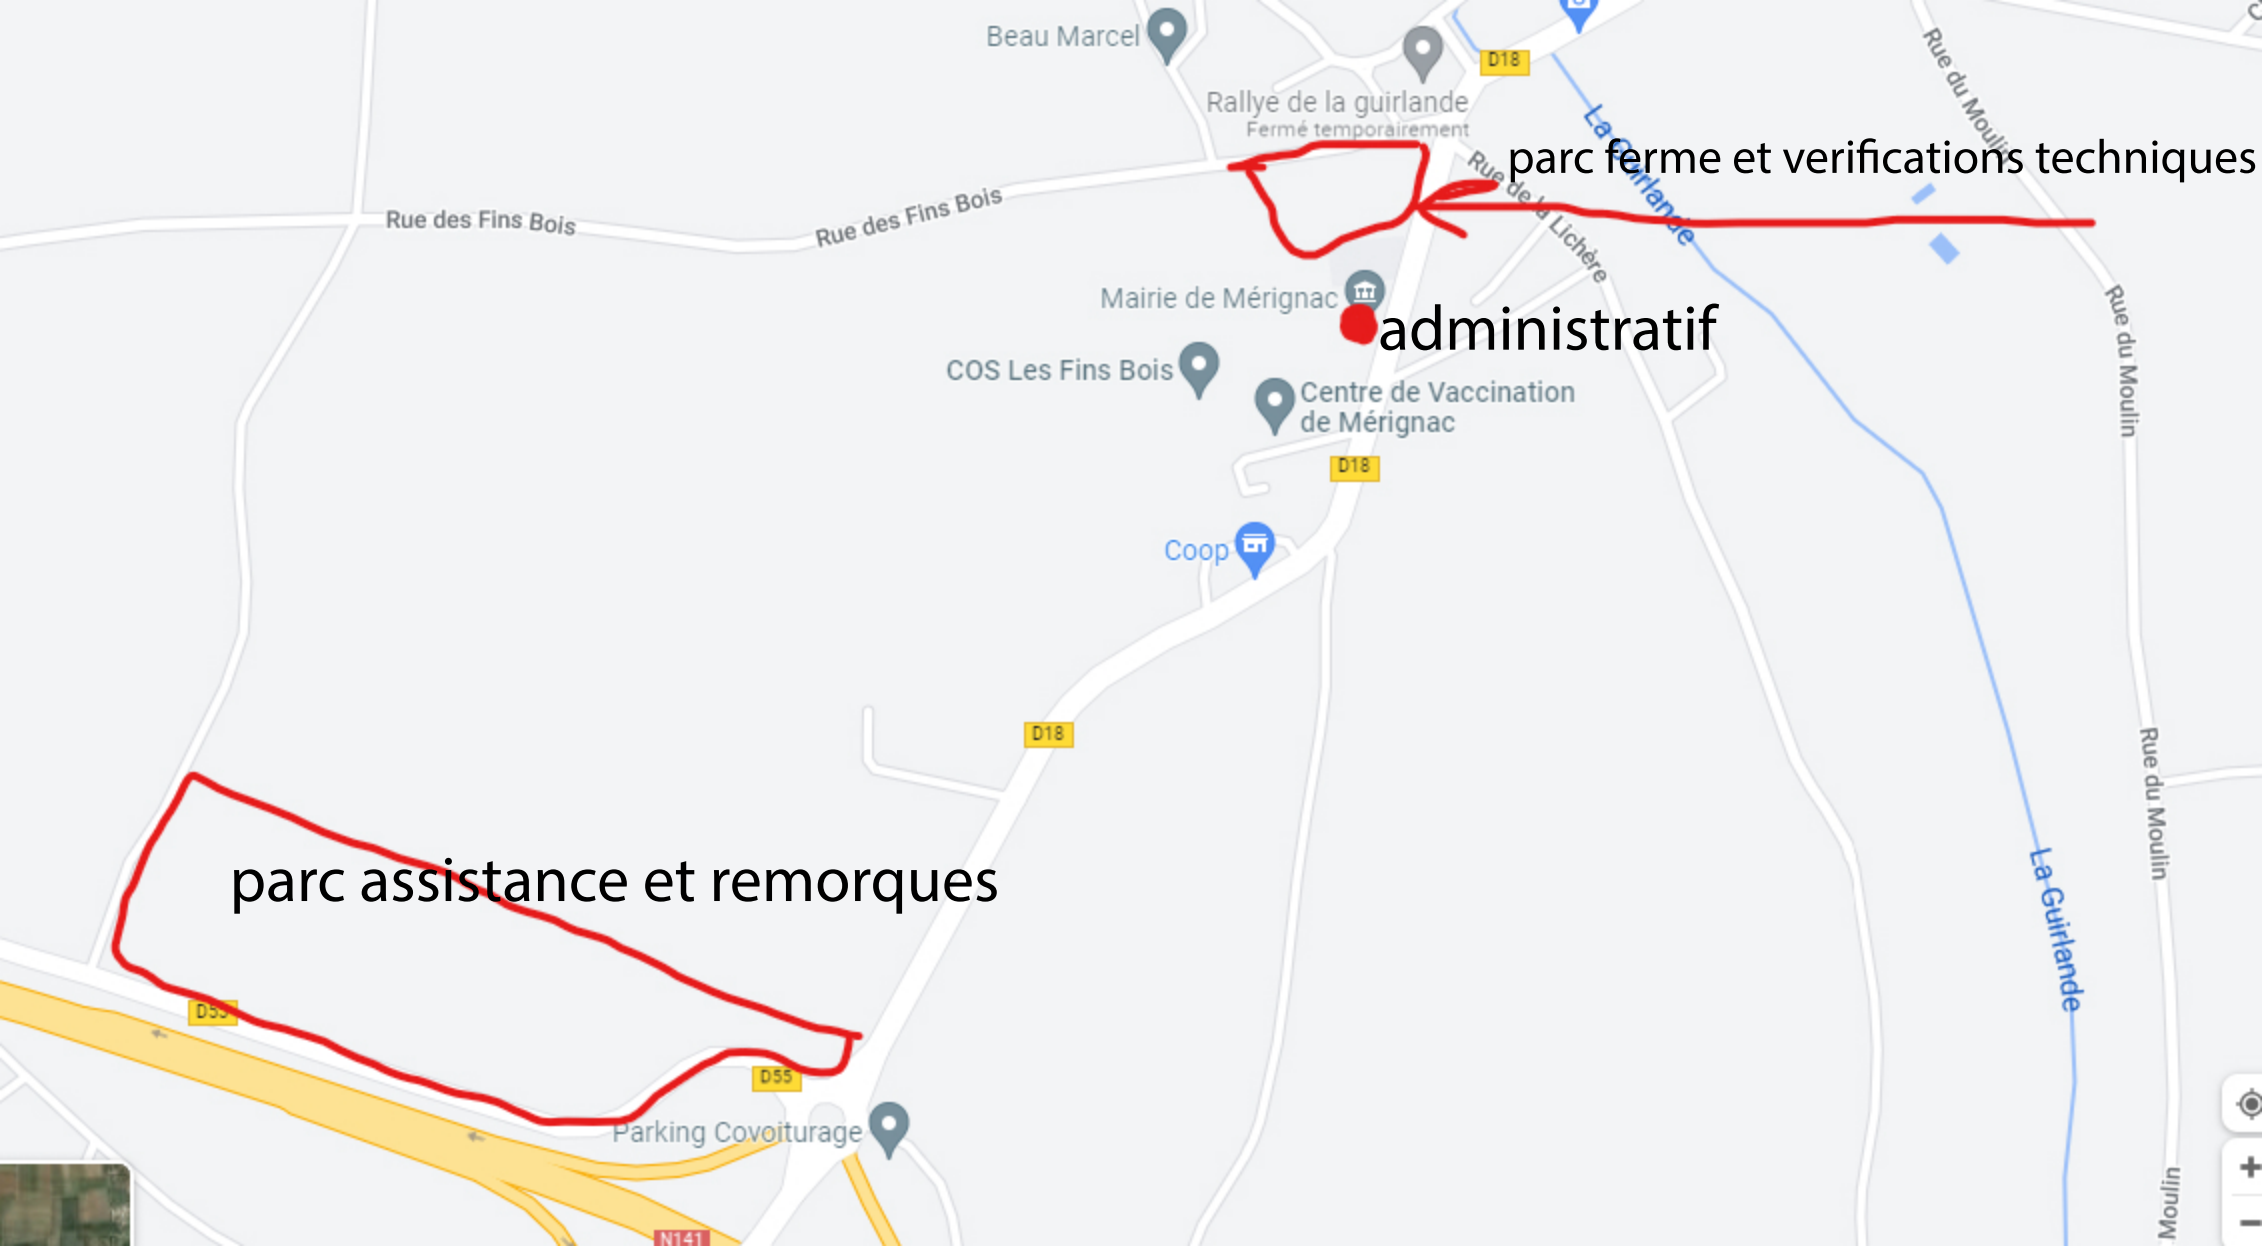 Beau Marcel
D18
Rue du Moulin
Rallye de la guirlande
Fermé temporairement
La Guirlande
parc ferme et verifications techniques
Rue de la Lichère
Rue des Fins Bois
Rue des Fins Bois
Mairie de Mérignac
administratif
Rue du Moulin
COS Les Fins Bois
Centre de Vaccination
de Mérignac
D18
Coop
D18
Rue du Moulin
parc assistance et remorques
La Guirlande
D55
D55
Parking Covoiturage
Moulin
N141